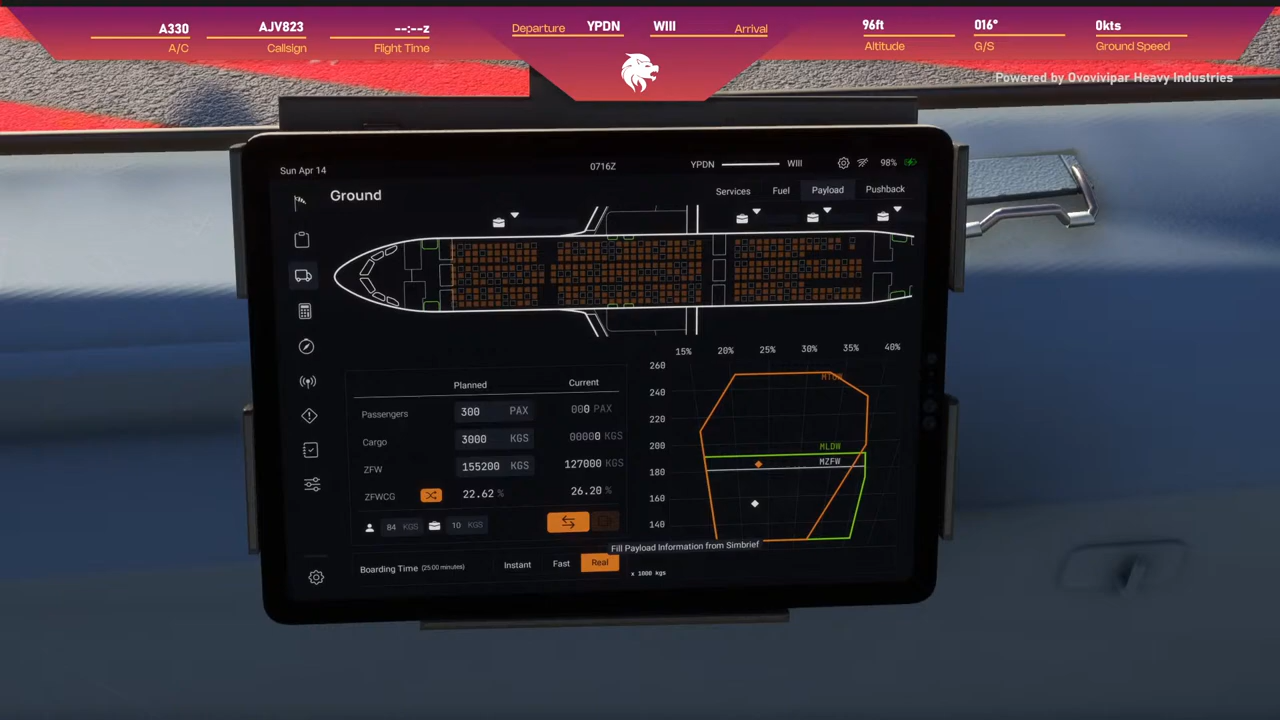 A330
A/C
AJV823
Callsign
--:--z
Flight Time
Departure YPDN
WIII Arrival
96ft
Altitude
016°
G/S
0kts
Ground Speed
Powered by Ovovivipar Heavy Industries
Sun Apr 14
0716Z
YPDN WIII
98%
Ground
Services Fuel Payload Pushback
Planned Current
Passengers 300 PAX 000 PAX
Cargo 3000 KGS 00000 KGS
ZFW 155200 KGS 127000 KGS
ZFWCG 22.62 % 26.20 %
84 KGS 10 KGS
Boarding Time (25:00 minutes) Instant Fast Real
15% 20% 25% 30% 35% 40%
260
240
220
200
180
160
140
MTOW
MLDW
MZFW
Fill Payload Information from Simbrief
x 1000 kgs